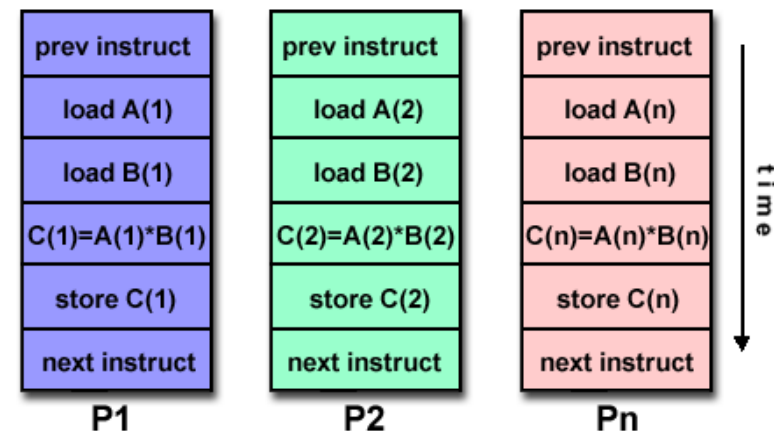 prev instruct
load A(1)
load B(1)
C(1)=A(1)*B(1)
store C(1)
next instruct
P1
prev instruct
load A(2)
load B(2)
C(2)=A(2)*B(2)
store C(2)
next instruct
P2
prev instruct
load A(n)
load B(n)
C(n)=A(n)*B(n)
store C(n)
next instruct
Pn
time